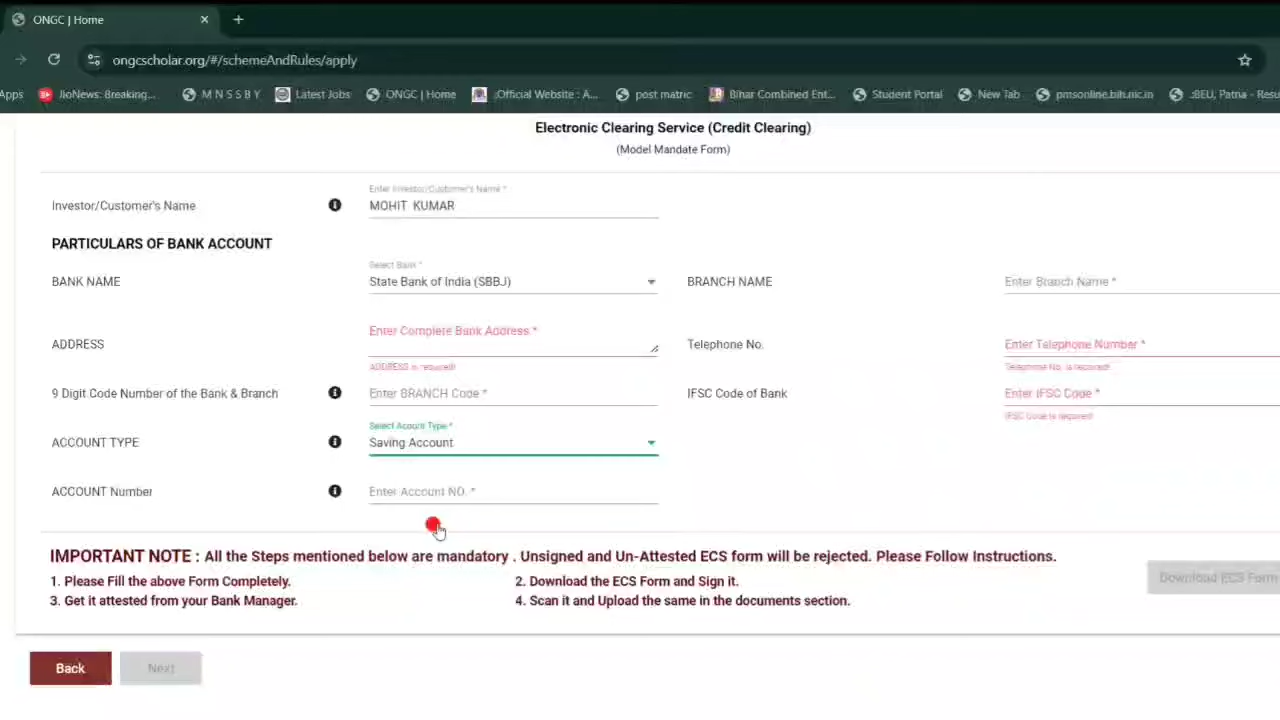 ONGC | Home
ongcscholar.org/#/schemeAndRules/apply
Apps JioNews: Breaking... M N S S B Y Latest Jobs ONGC | Home :Official Website : A... post matric Bihar Combined Ent... Student Portal New Tab pmsonline.bih.nic.in .:BEU, Patna - Resu
Electronic Clearing Service (Credit Clearing)
(Model Mandate Form)
Enter Investor/Customer's Name *
Investor/Customer's Name MOHIT KUMAR
PARTICULARS OF BANK ACCOUNT
Select Bank *
BANK NAME State Bank of India (SBBJ) BRANCH NAME Enter Branch Name *
Enter Complete Bank Address *
ADDRESS Telephone No. Enter Telephone Number *
ADDRESS is required! Telephone No. is required!
9 Digit Code Number of the Bank & Branch Enter BRANCH Code * IFSC Code of Bank Enter IFSC Code *
IFSC Code is required!
Select Acount Type *
ACCOUNT TYPE Saving Account
ACCOUNT Number Enter Account NO. *
IMPORTANT NOTE : All the Steps mentioned below are mandatory . Unsigned and Un-Attested ECS form will be rejected. Please Follow Instructions.
1. Please Fill the above Form Completely. 2. Download the ECS Form and Sign it.
Download ECS Form
3. Get it attested from your Bank Manager. 4. Scan it and Upload the same in the documents section.
Back Next